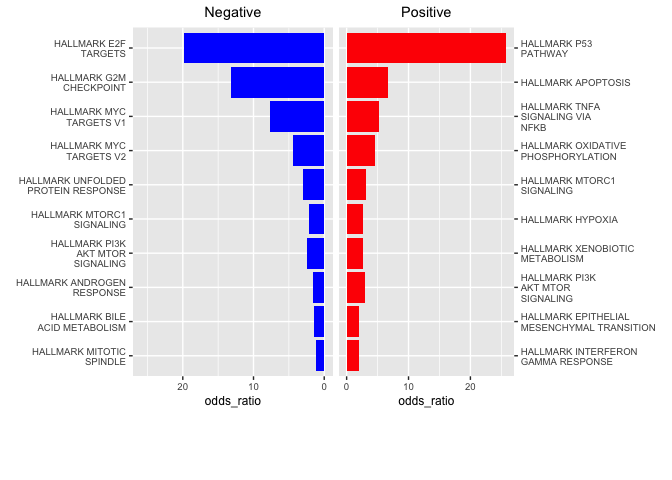 Negative
Positive
HALLMARK E2F
TARGETS
HALLMARK G2M
CHECKPOINT
HALLMARK MYC
TARGETS V1
HALLMARK MYC
TARGETS V2
HALLMARK UNFOLDED
PROTEIN RESPONSE
HALLMARK MTORC1
SIGNALING
HALLMARK PI3K
AKT MTOR
SIGNALING
HALLMARK ANDROGEN
RESPONSE
HALLMARK BILE
ACID METABOLISM
HALLMARK MITOTIC
SPINDLE
HALLMARK P53
PATHWAY
HALLMARK APOPTOSIS
HALLMARK TNFA
SIGNALING VIA
NFKB
HALLMARK OXIDATIVE
PHOSPHORYLATION
HALLMARK MTORC1
SIGNALING
HALLMARK HYPOXIA
HALLMARK XENOBIOTIC
METABOLISM
HALLMARK PI3K
AKT MTOR
SIGNALING
HALLMARK EPITHELIAL
MESENCHYMAL TRANSITION
HALLMARK INTERFERON
GAMMA RESPONSE
20 10 0
0 10 20
odds_ratio
odds_ratio